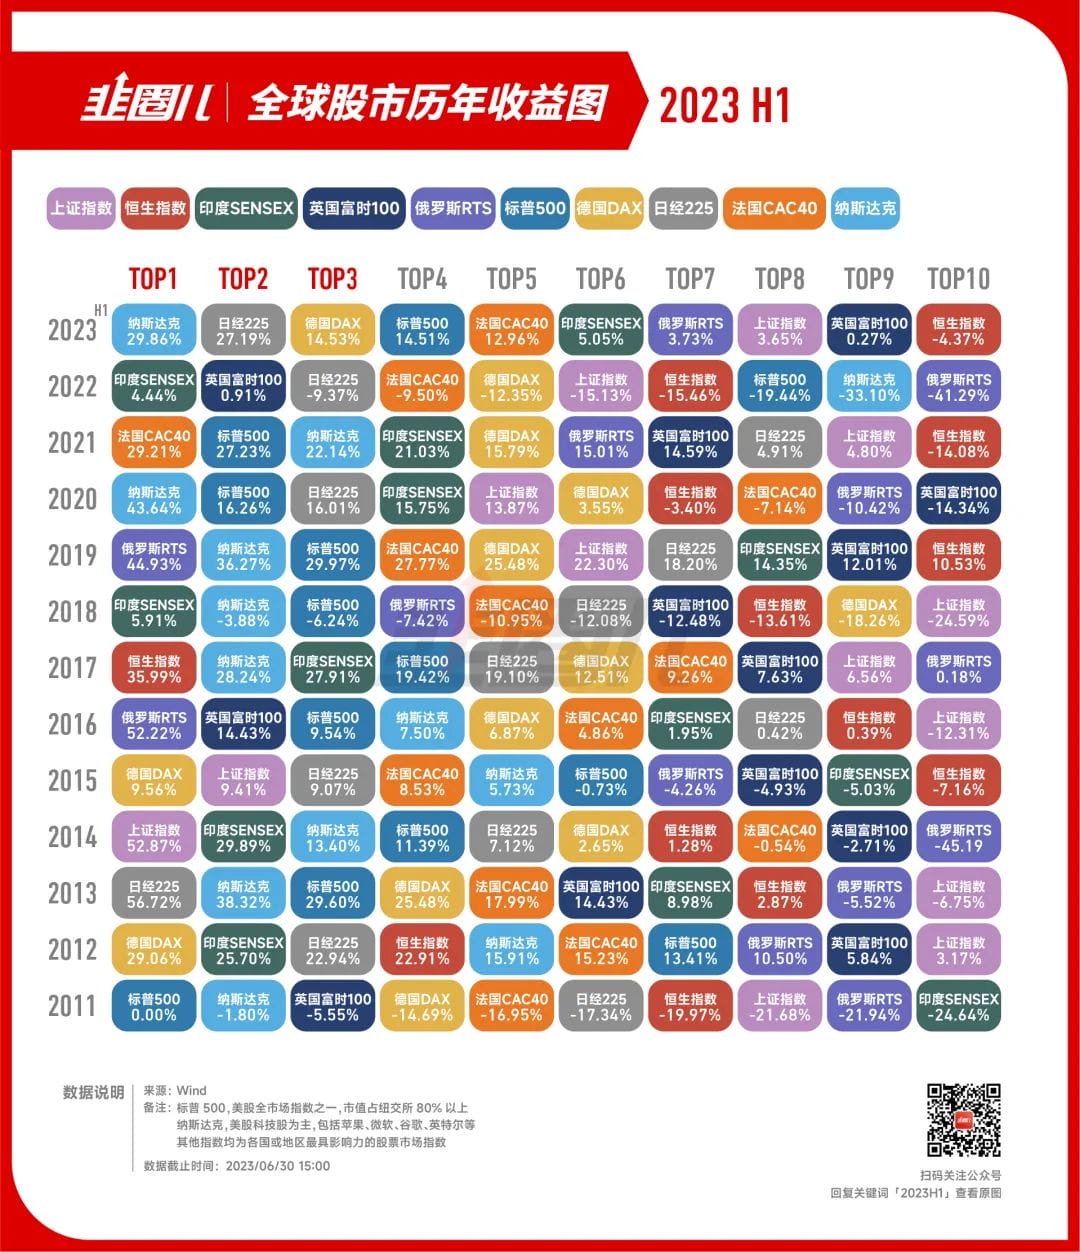 韭圈儿 全球股市历年收益图 2023 H1
上证指数 恒生指数 印度SENSEX 英国富时100 俄罗斯RTS 标普500 德国DAX 日经225 法国CAC40 纳斯达克
TOP1 TOP2 TOP3 TOP4 TOP5 TOP6 TOP7 TOP8 TOP9 TOP10
2023 H1
纳斯达克 日经225 德国DAX 标普500 法国CAC40 印度SENSEX 俄罗斯RTS 上证指数 英国富时100 恒生指数
29.86% 27.19% 14.53% 14.51% 12.96% 5.05% 3.73% 3.65% 0.27% -4.37%
2022
印度SENSEX 英国富时100 日经225 法国CAC40 德国DAX 上证指数 恒生指数 标普500 纳斯达克 俄罗斯RTS
4.44% 0.91% -9.37% -9.50% -12.35% -15.13% -15.46% -19.44% -33.10% -41.29%
2021
法国CAC40 标普500 纳斯达克 印度SENSEX 德国DAX 俄罗斯RTS 英国富时100 日经225 上证指数 恒生指数
29.21% 27.23% 22.14% 21.03% 15.79% 15.01% 14.59% 4.91% 4.80% -14.08%
2020
纳斯达克 标普500 日经225 印度SENSEX 上证指数 德国DAX 恒生指数 法国CAC40 俄罗斯RTS 英国富时100
43.64% 16.26% 16.01% 15.75% 13.87% 3.55% -3.40% -7.14% -10.42% -14.34%
2019
俄罗斯RTS 纳斯达克 标普500 法国CAC40 德国DAX 上证指数 日经225 印度SENSEX 英国富时100 恒生指数
44.93% 36.27% 29.97% 27.77% 25.48% 22.30% 18.20% 14.35% 12.01% 10.53%
2018
印度SENSEX 纳斯达克 标普500 俄罗斯RTS 法国CAC40 日经225 英国富时100 恒生指数 德国DAX 上证指数
5.91% -3.88% -6.24% -7.42% -10.95% -12.08% -12.48% -13.61% -18.26% -24.59%
2017
恒生指数 纳斯达克 印度SENSEX 标普500 日经225 德国DAX 法国CAC40 英国富时100 上证指数 俄罗斯RTS
35.99% 28.24% 27.91% 19.42% 19.10% 12.51% 9.26% 7.63% 6.56% 0.18%
2016
俄罗斯RTS 英国富时100 标普500 纳斯达克 德国DAX 法国CAC40 印度SENSEX 日经225 恒生指数 上证指数
52.22% 14.43% 9.54% 7.50% 6.87% 4.86% 1.95% 0.42% 0.39% -12.31%
2015
德国DAX 上证指数 日经225 法国CAC40 纳斯达克 标普500 俄罗斯RTS 英国富时100 印度SENSEX 恒生指数
9.56% 9.41% 9.07% 8.53% 5.73% -0.73% -4.26% -4.93% -5.03% -7.16%
2014
上证指数 印度SENSEX 纳斯达克 标普500 日经225 德国DAX 恒生指数 法国CAC40 英国富时100 俄罗斯RTS
52.87% 29.89% 13.40% 11.39% 7.12% 2.65% 1.28% -0.54% -2.71% -45.19
2013
日经225 纳斯达克 标普500 德国DAX 法国CAC40 英国富时100 印度SENSEX 恒生指数 俄罗斯RTS 上证指数
56.72% 38.32% 29.60% 25.48% 17.99% 14.43% 8.98% 2.87% -5.52% -6.75%
2012
德国DAX 印度SENSEX 日经225 恒生指数 纳斯达克 法国CAC40 标普500 俄罗斯RTS 英国富时100 上证指数
29.06% 25.70% 22.94% 22.91% 15.91% 15.23% 13.41% 10.50% 5.84% 3.17%
2011
标普500 纳斯达克 英国富时100 德国DAX 法国CAC40 日经225 恒生指数 上证指数 俄罗斯RTS 印度SENSEX
0.00% -1.80% -5.55% -14.69% -16.95% -17.34% -19.97% -21.68% -21.94% -24.64%
数据说明
来源：Wind
备注：标普 500，美股全市场指数之一，市值占纽交所 80% 以上
纳斯达克，美股科技股为主，包括苹果、微软、谷歌、英特尔等
其他指数均为各国或地区最具影响力的股票市场指数
数据截止时间：2023/06/30 15:00
扫码关注公众号
回复关键词「2023H1」查看原图